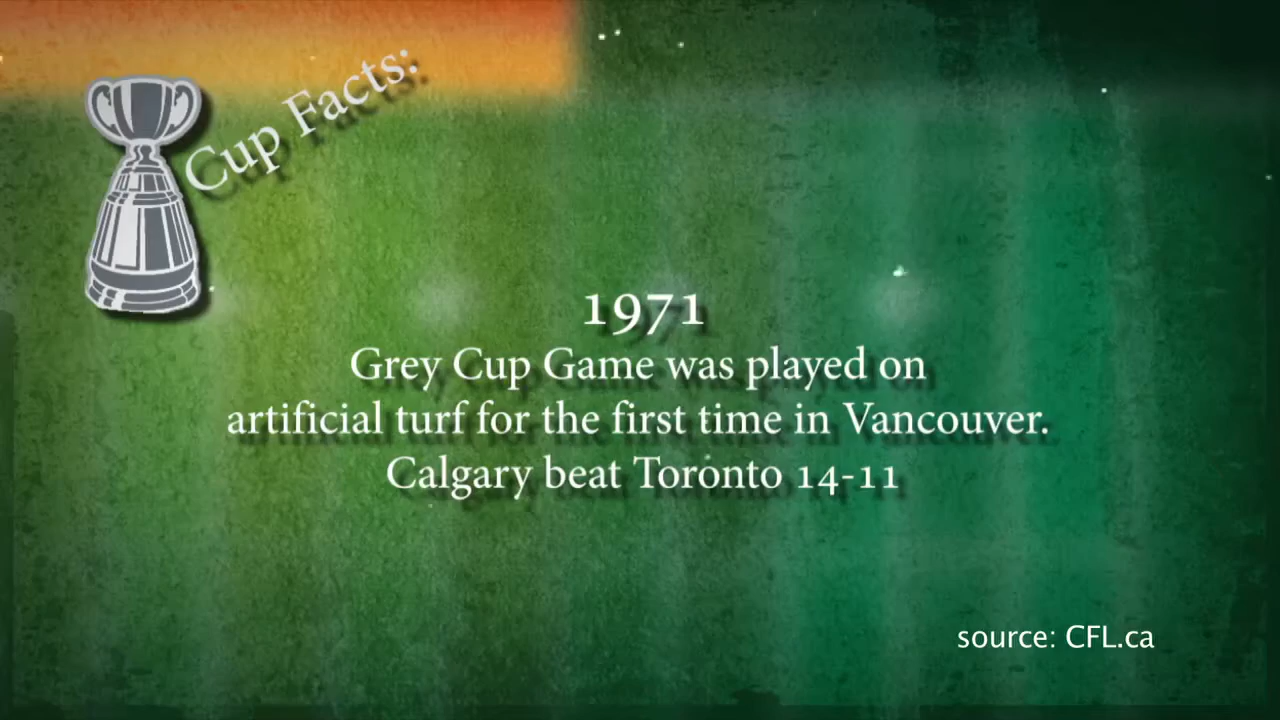 Cup Facts:
1971
Grey Cup Game was played on
artificial turf for the first time in Vancouver.
Calgary beat Toronto 14-11
source: CFL.ca